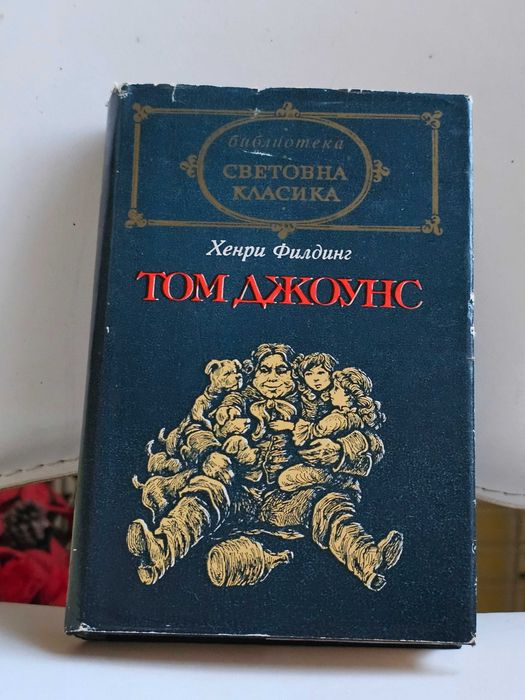 библиотека
СВЕТОВНА
КЛАСИКА
Хенри Филдинг
ТОМ ДЖОУНС